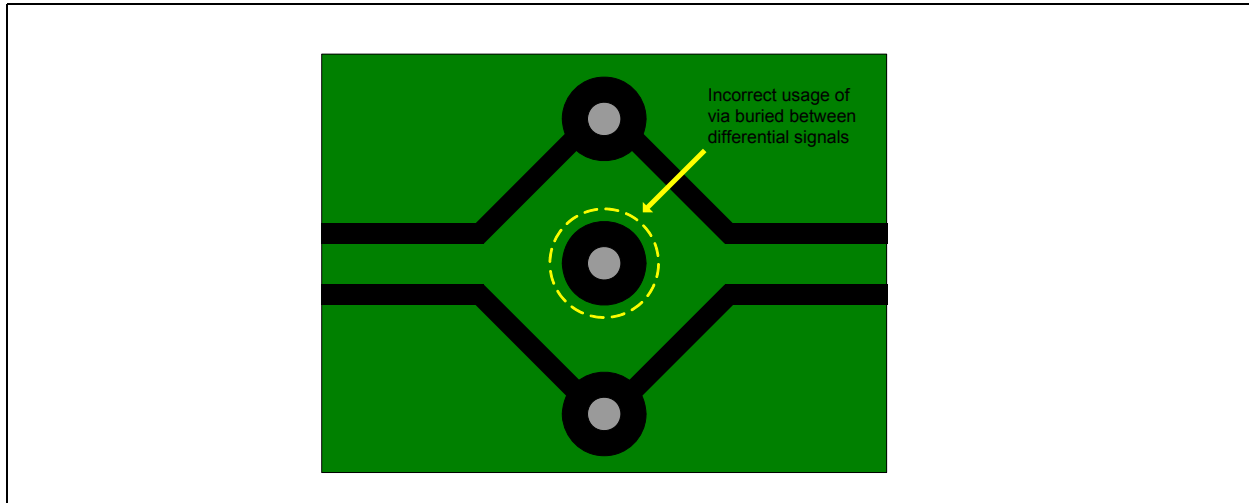 Incorrect usage of
via buried between
differential signals